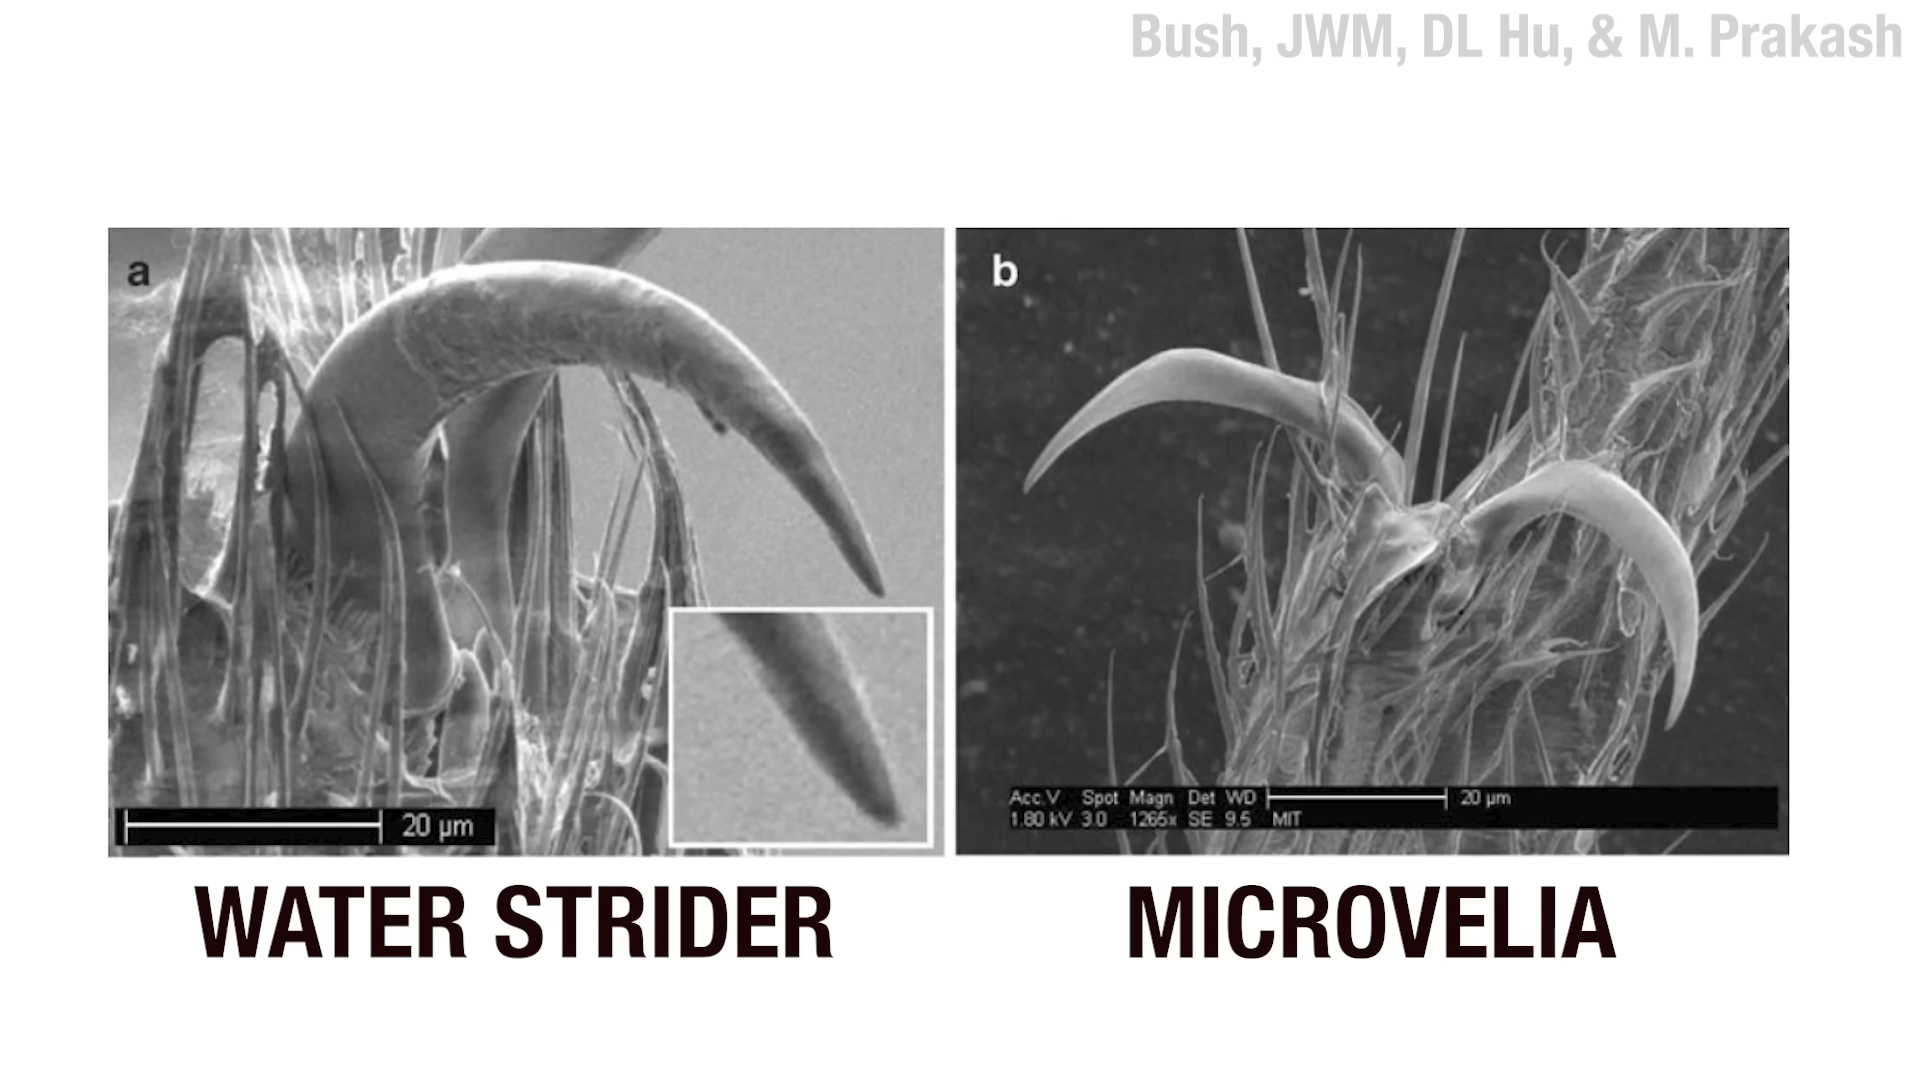 Bush, JWM, DL Hu, & M. Prakash
a
20 µm
b
Acc.V Spot Magn Det WD 20 µm
1.80 kV 3.0 1265x SE 9.5 MIT
WATER STRIDER
MICROVELIA